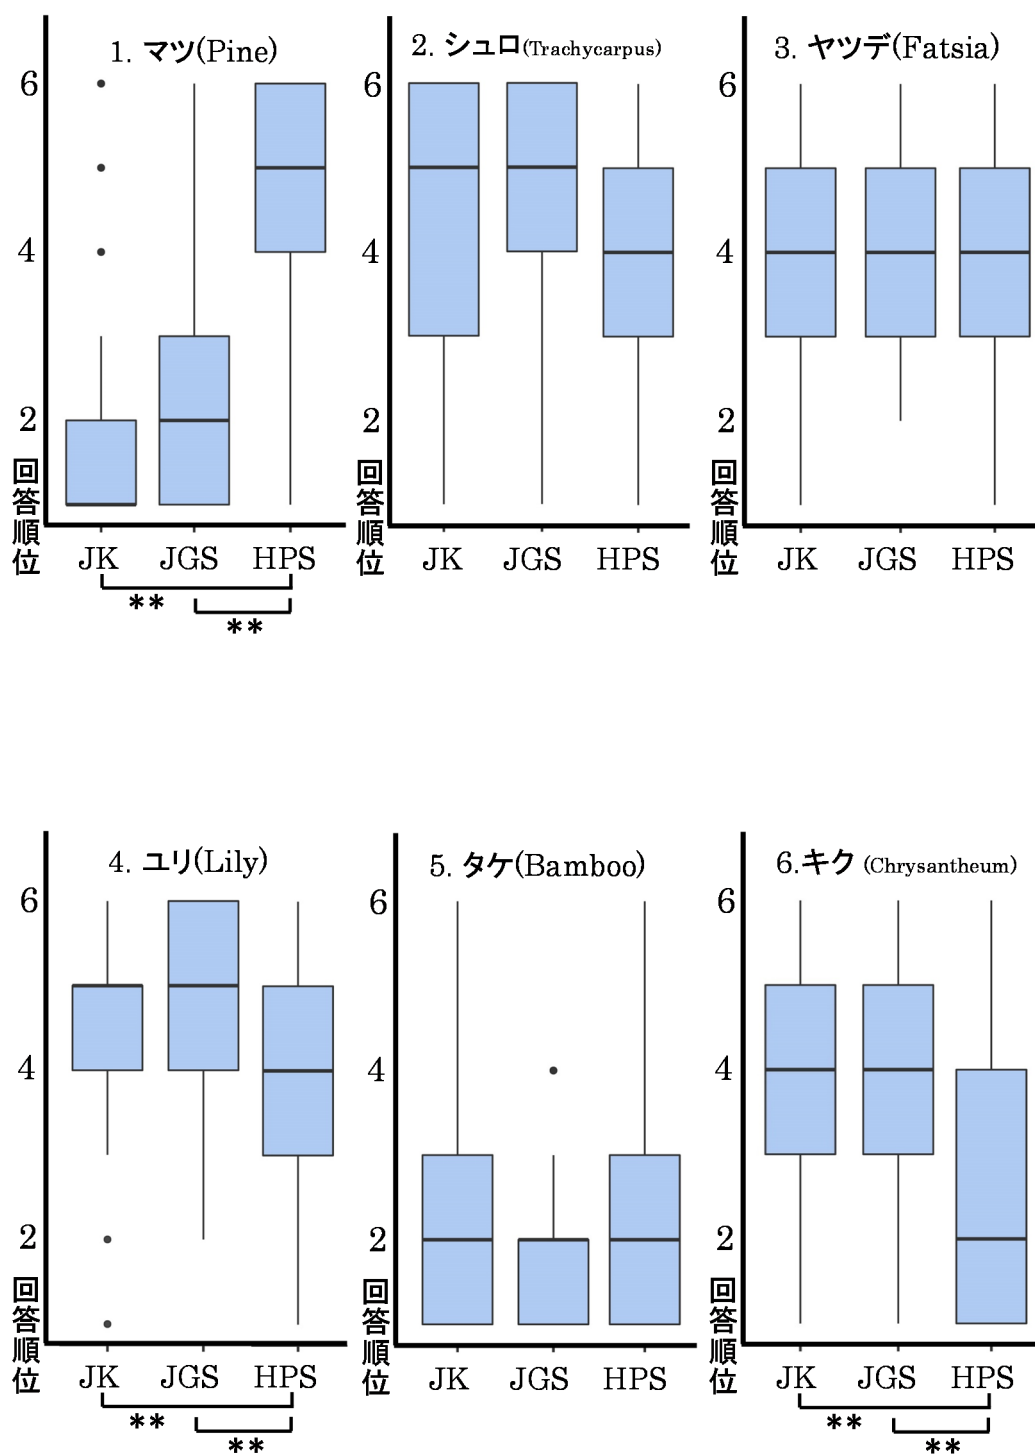 1. マツ(Pine)
6
4
2
回答順位
JK JGS HPS
**
**
2. シュロ(Trachycarpus)
6
4
2
回答順位
JK JGS HPS
3. ヤツデ(Fatsia)
6
4
2
回答順位
JK JGS HPS
4. ユリ(Lily)
6
4
2
回答順位
JK JGS HPS
**
**
5. タケ(Bamboo)
6
4
2
回答順位
JK JGS HPS
6.キク (Chrysantheum)
6
4
2
回答順位
JK JGS HPS
**
**